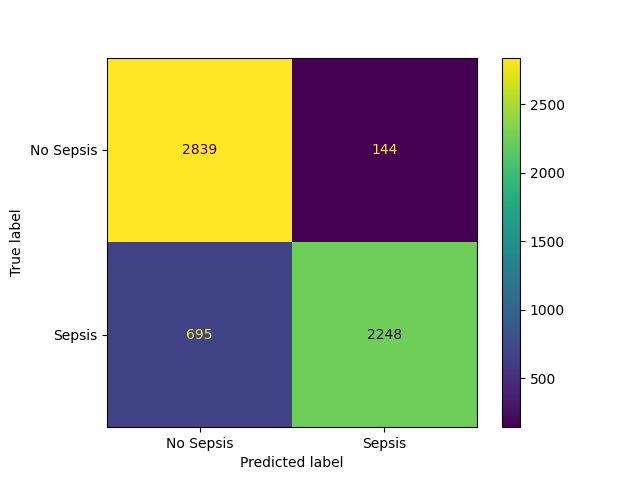 No Sepsis
2839
144
Sepsis
695
2248
No Sepsis
Sepsis
Predicted label
True label
2500
2000
1500
1000
500